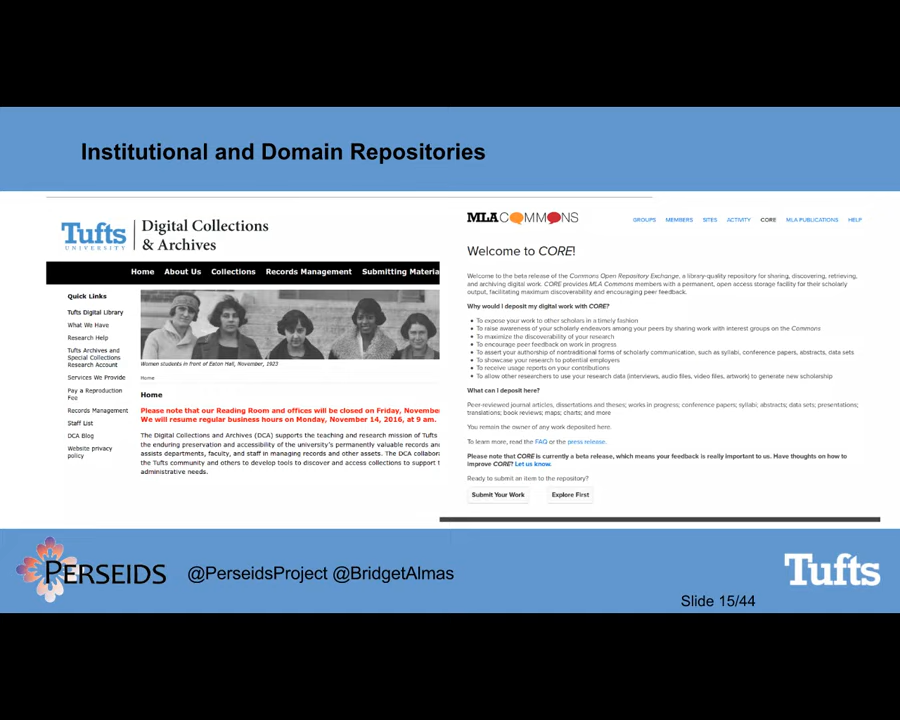 Institutional and Domain Repositories
Tufts
UNIVERSITY
Digital Collections
& Archives
Home About Us Collections Records Management Submitting Materia
Quick Links
Tufts Digital Library
What We Have
Research Help
Tufts Archives and
Special Collections
Research Account
Services We Provide
Pay a Reproduction
Fee
Records Management
Staff List
DCA Blog
Website privacy
policy
Women students in front of Eaton Hall, November, 1923
Home
Home
Please note that our Reading Room and offices will be closed on Friday, November
We will resume regular business hours on Monday, November 14, 2016, at 9 am.
The Digital Collections and Archives (DCA) supports the teaching and research mission of Tufts
the enduring preservation and accessibility of the university's permanently valuable records and
assists departments, faculty, and staff in managing records and other assets. The DCA collabora
the Tufts community and others to develop tools to discover and access collections to support t
administrative needs.
MLA COMMONS
GROUPS MEMBERS SITES ACTIVITY CORE MLA PUBLICATIONS HELP
Welcome to CORE!
Welcome to the beta release of the Commons Open Repository Exchange, a library-quality repository for sharing, discovering, retrieving,
and archiving digital work. CORE provides MLA Commons members with a permanent, open access storage facility for their scholarly
output, facilitating maximum discoverability and encouraging peer feedback.
Why would I deposit my digital work with CORE?
• To expose your work to other scholars in a timely fashion
• To raise awareness of your scholarly endeavors among your peers by sharing work with interest groups on the Commons
• To maximize the discoverability of your research
• To encourage peer feedback on work in progress
• To assert your authorship of nontraditional forms of scholarly communication, such as syllabi, conference papers, abstracts, data sets
• To showcase your research to potential employers
• To receive usage reports on your contributions
• To allow other researchers to use your research data (interviews, audio files, video files, artwork) to generate new scholarship
What can I deposit here?
Peer-reviewed journal articles, dissertations and theses; works in progress; conference papers; syllabi; abstracts; data sets; presentations;
translations; book reviews; maps; charts; and more
You remain the owner of any work deposited here.
To learn more, read the FAQ or the press release.
Please note that CORE is currently a beta release, which means your feedback is really important to us. Have thoughts on how to
improve CORE? Let us know.
Ready to submit an item to the repository?
Submit Your Work Explore First
PERSEIDS
@PerseidsProject @BridgetAlmas
Tufts
Slide 15/44